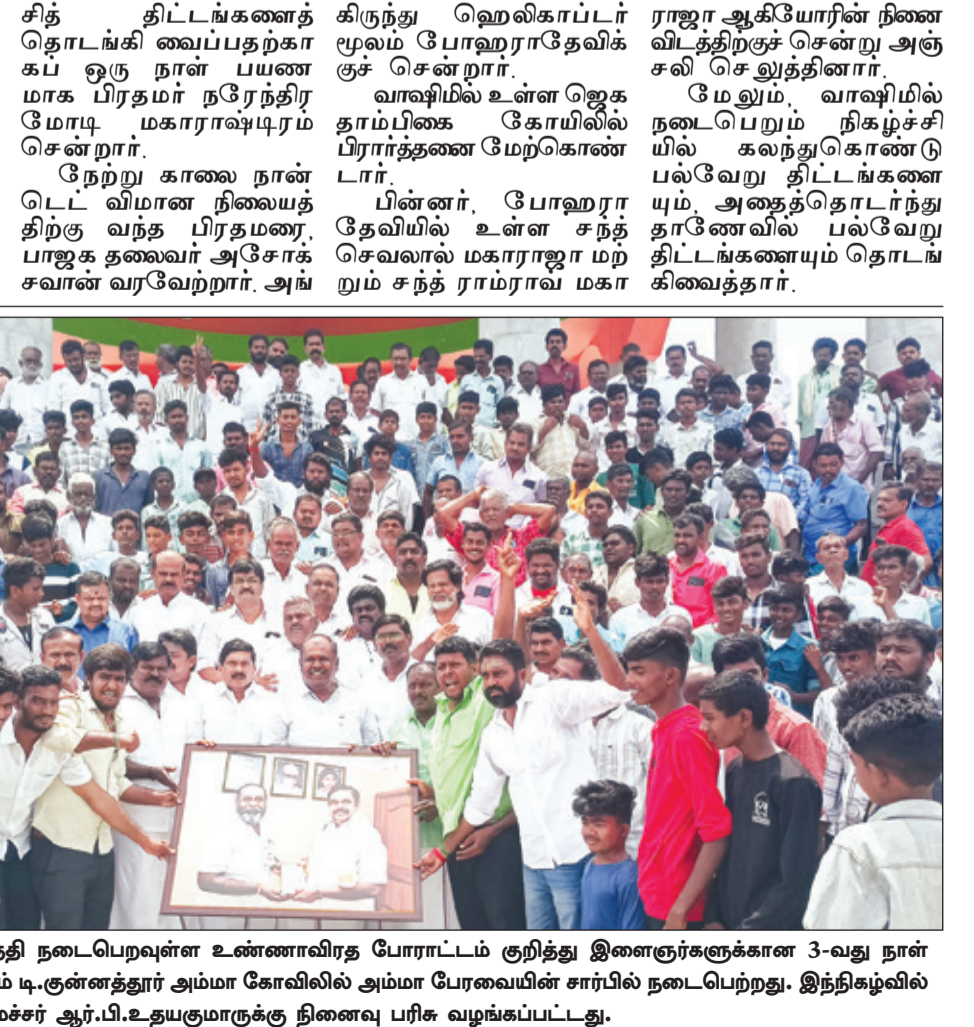 சித் திட்டங்களைத்
தொடங்கி வைப்பதற்கா
கப் ஒரு நாள் பயண
மாக பிரதமர் நரேந்திர
மோடி மகாராஷ்டிரம்
சென்றார்.
நேற்று காலை நான்
டெட் விமான நிலையத்
திற்கு வந்த பிரதமரை,
பாஜக தலைவர் அசோக்
சவான் வரவேற்றார். அங்
கிருந்து ஹெலிகாப்டர்
மூலம் போஹராதேவிக்
குச் சென்றார்.
வாஷிமில் உள்ள ஜெக
தாம்பிகை கோயிலில்
பிரார்த்தனை மேற்கொண்
டார்.
பின்னர், போஹரா
தேவியில் உள்ள சந்த்
செவலால் மகாராஜா மற்
றும் சந்த் ராம்ராவ் மகா
ராஜா ஆகியோரின் நினை
விடத்திற்குச் சென்று அஞ்
சலி செலுத்தினார்.
மேலும், வாஷிமில்
நடைபெறும் நிகழ்ச்சி
யில் கலந்துகொண்டு
பல்வேறு திட்டங்களை
யும், அதைத்தொடர்ந்து
தாணேவில் பல்வேறு
திட்டங்களையும் தொடங்
கிவைத்தார்.
நடைபெறவுள்ள உண்ணாவிரத போராட்டம் குறித்து இளைஞர்களுக்கான 3-வது நாள்
டி.குன்னத்தூர் அம்மா கோவிலில் அம்மா பேரவையின் சார்பில் நடைபெற்றது. இந்நிகழ்வில்
ஆர்.பி.உதயகுமாருக்கு நினைவு பரிசு வழங்கப்பட்டது.